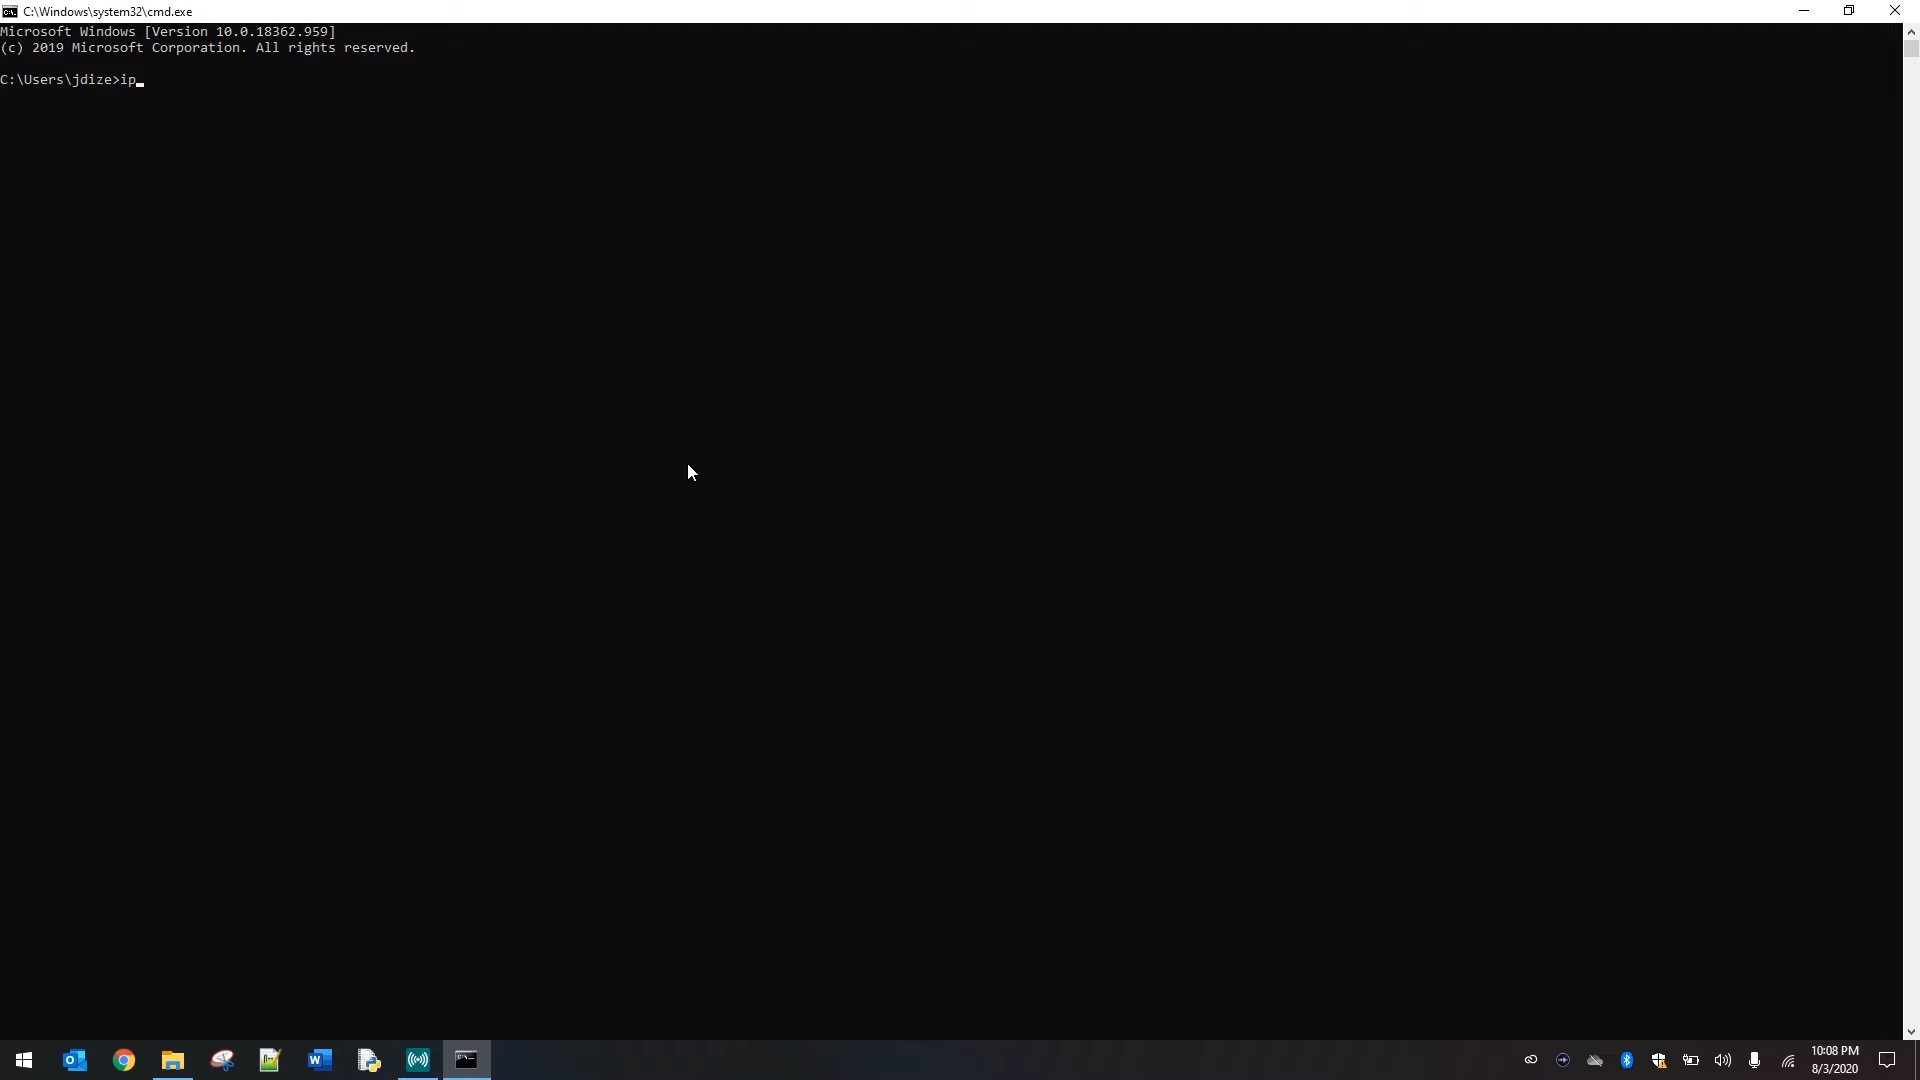 C:\Windows\system32\cmd.exe
Microsoft Windows [Version 10.0.18362.959]
(c) 2019 Microsoft Corporation. All rights reserved.
C:\Users\jdize>ip
10:08 PM
8/3/2020